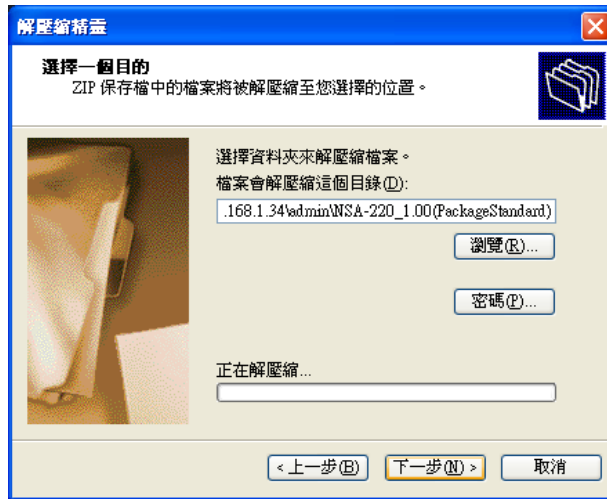 解壓縮精靈
選擇一個目的
ZIP 保存檔中的檔案將被解壓縮至您選擇的位置。
選擇資料夾來解壓縮檔案。
檔案會解壓縮這個目錄(D):
.168.1.34\admin\NSA-220_1.00(PackageStandard)
瀏覽(R)...
密碼(P)...
正在解壓縮...
< 上一步(B)
下一步(N) >
取消